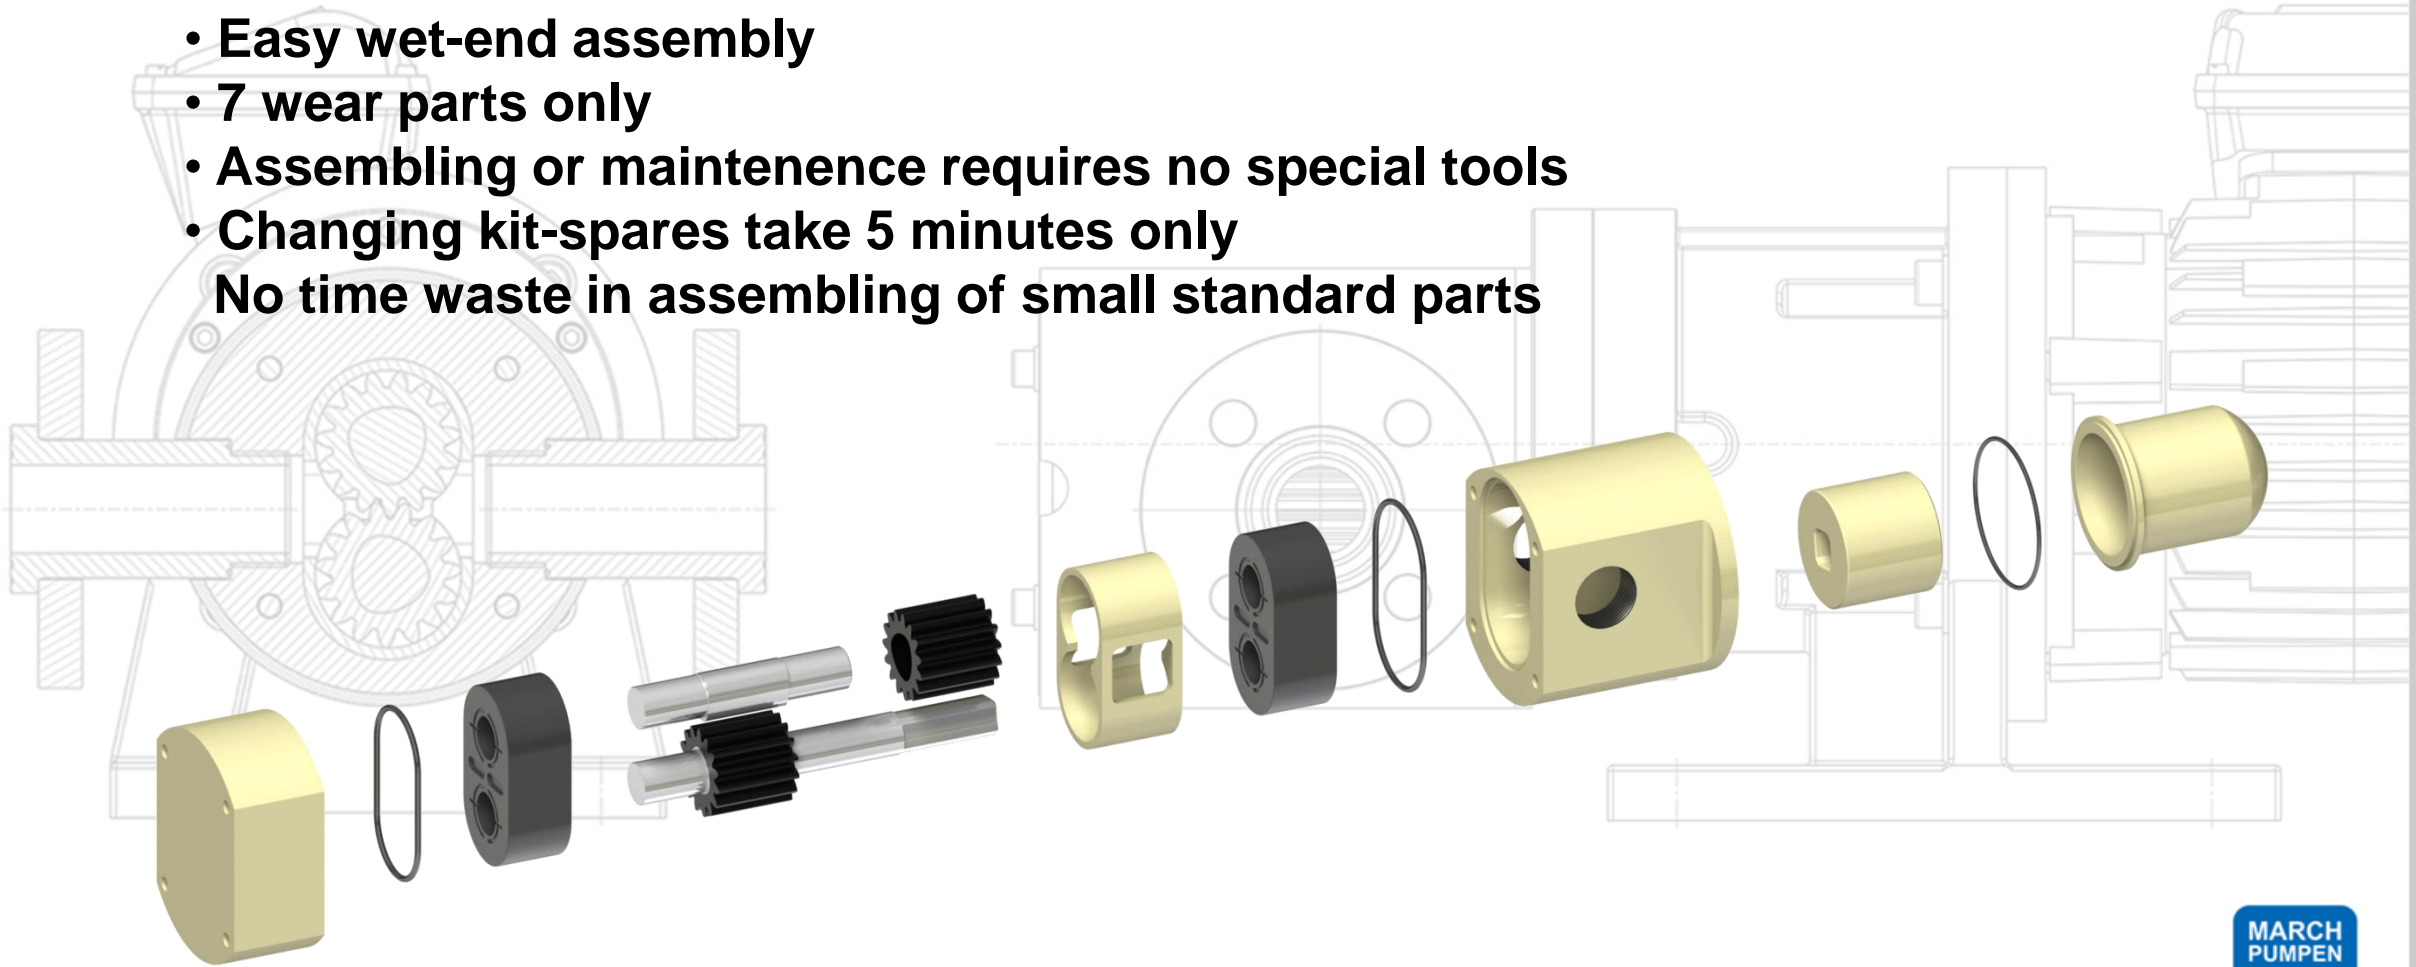 • Easy wet-end assembly
• 7 wear parts only
• Assembling or maintenence requires no special tools
• Changing kit-spares take 5 minutes only
No time waste in assembling of small standard parts
MARCH
PUMPEN